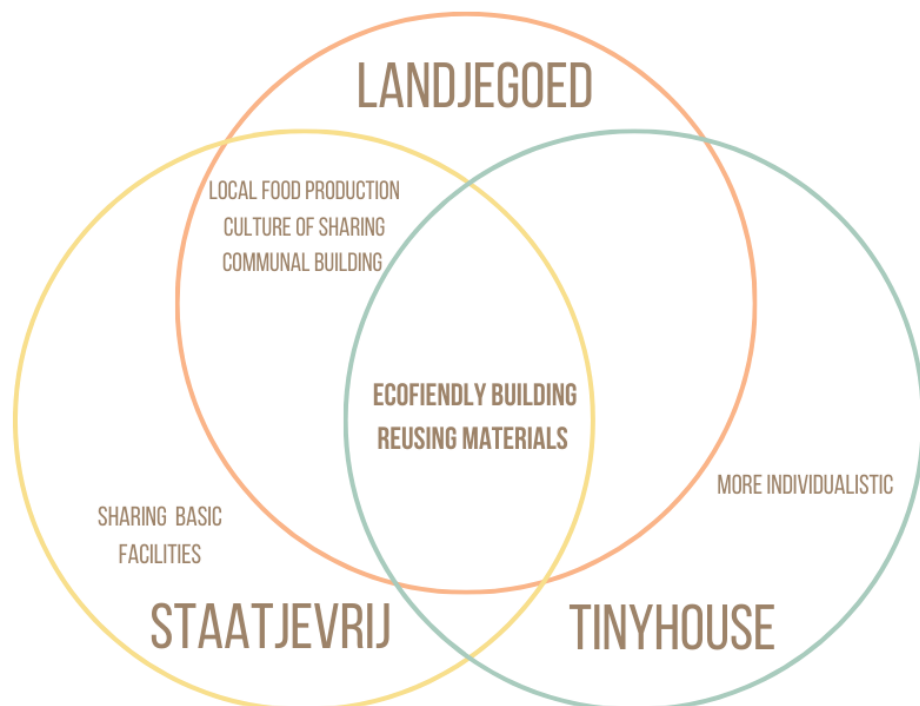 LANDJEGOED
LOCAL FOOD PRODUCTION
CULTURE OF SHARING
COMMUNAL BUILDING
ECOFIENDLY BUILDING
REUSING MATERIALS
MORE INDIVIDUALISTIC
SHARING BASIC
FACILITIES
STAATJEVRIJ
TINYHOUSE